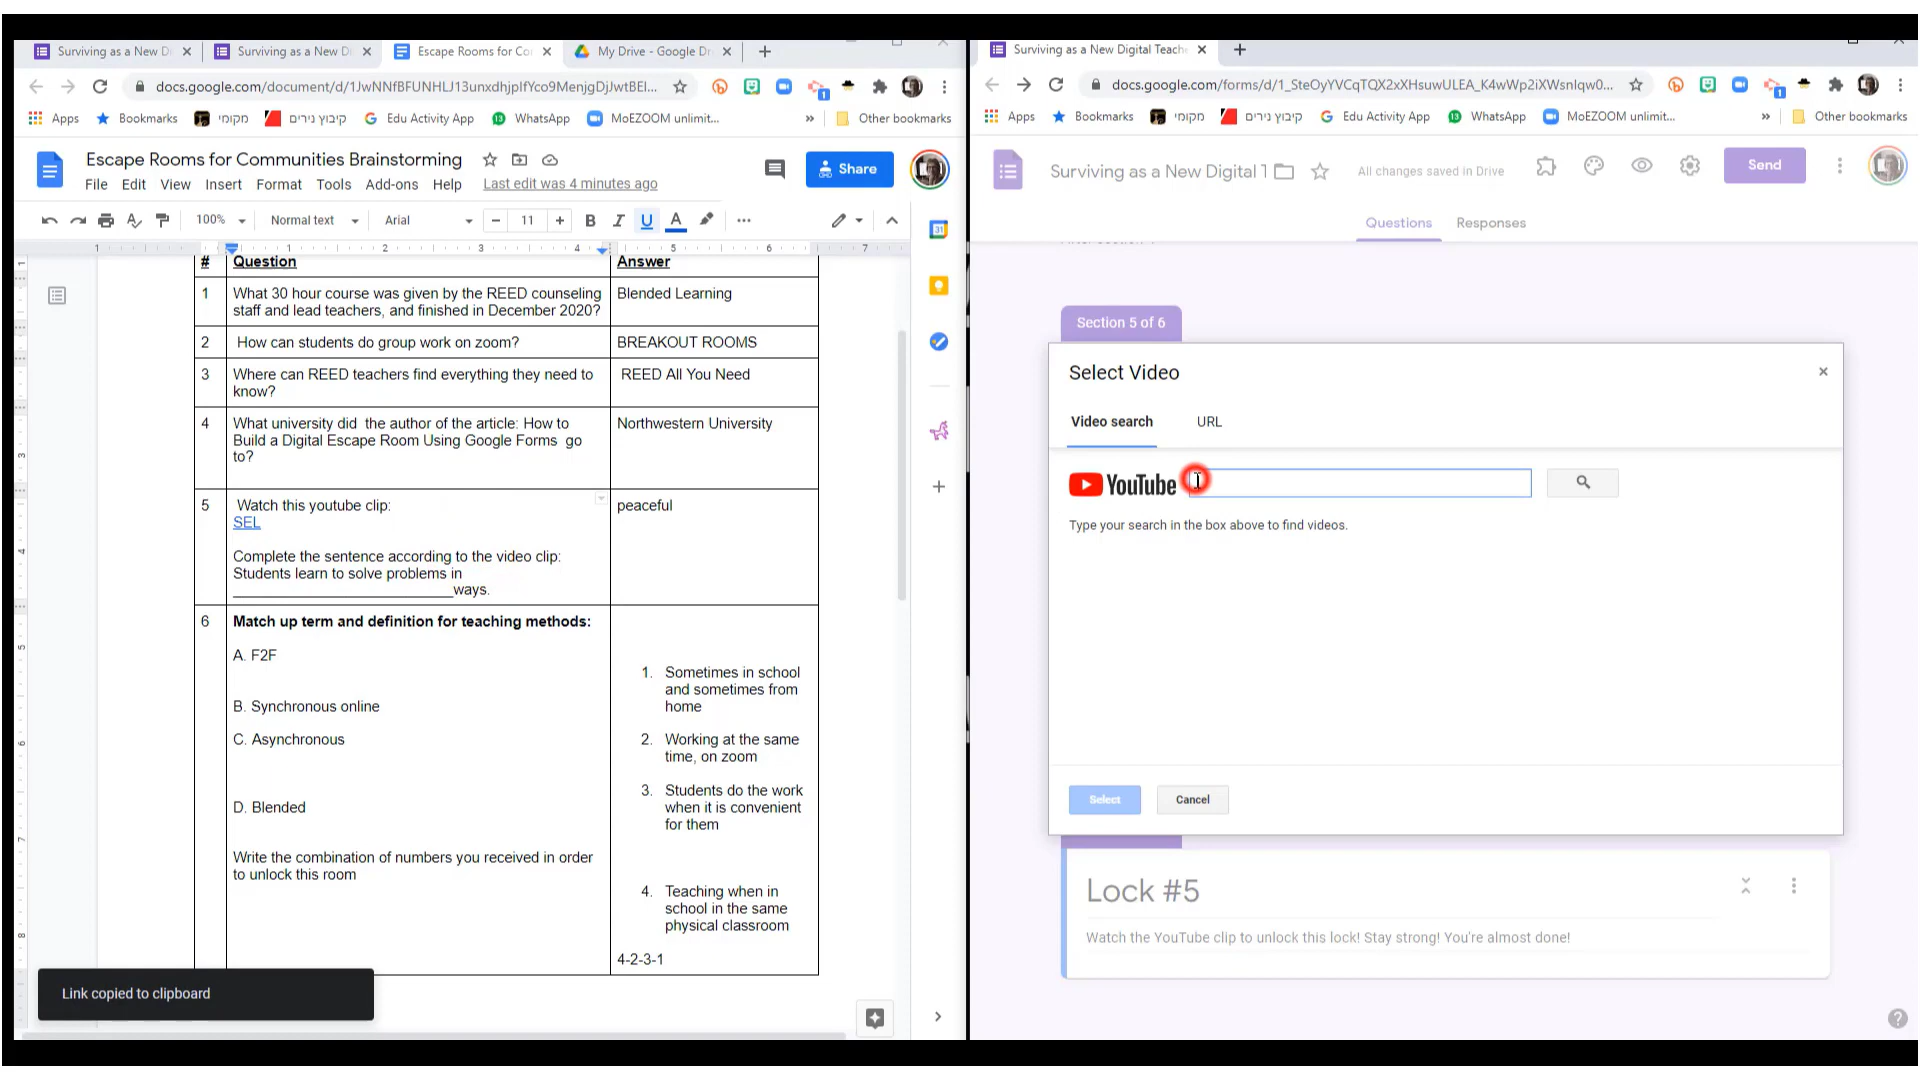 Surviving as a New Di
Surviving as a New Di
Escape Rooms for Co
My Drive - Google Dr
docs.google.com/document/d/1JwNNfBFUNHLJ13unxdhjpIfYco9MenjgDjJwtBEI...
Apps
Bookmarks
מקומי
קיבוץ נירים
Edu Activity App
WhatsApp
MoEZOOM unlimit...
»
Other bookmarks
Escape Rooms for Communities Brainstorming
Share
File Edit View Insert Format Tools Add-ons Help
Last edit was 4 minutes ago
100%
Normal text
Arial
11
B I U A
1 1 2 3 4 5 6 7
# Question Answer
1 What 30 hour course was given by the REED counseling Blended Learning
staff and lead teachers, and finished in December 2020?
2 How can students do group work on zoom? BREAKOUT ROOMS
3 Where can REED teachers find everything they need to REED All You Need
know?
4 What university did the author of the article: How to Northwestern University
Build a Digital Escape Room Using Google Forms go
to?
5 Watch this youtube clip: peaceful
SEL
Complete the sentence according to the video clip:
Students learn to solve problems in
___________________________ways.
6 Match up term and definition for teaching methods:
A. F2F
1. Sometimes in school
and sometimes from
home
B. Synchronous online
C. Asynchronous
2. Working at the same
time, on zoom
3. Students do the work
when it is convenient
for them
D. Blended
Write the combination of numbers you received in order
to unlock this room
4. Teaching when in
school in the same
physical classroom
4-2-3-1
Link copied to clipboard
Surviving as a New Digital Teach
docs.google.com/forms/d/1_SteOyYVCqTQX2xXHsuwULEA_K4wWp2iXWsnIqw0...
Apps
Bookmarks
מקומי
קיבוץ נירים
Edu Activity App
WhatsApp
MoEZOOM unlimit...
»
Other bookmarks
Surviving as a New Digital T
All changes saved in Drive
Send
Questions
Responses
Section 5 of 6
Select Video
Video search
URL
YouTube
Type your search in the box above to find videos.
Select
Cancel
Lock #5
Watch the YouTube clip to unlock this lock! Stay strong! You're almost done!